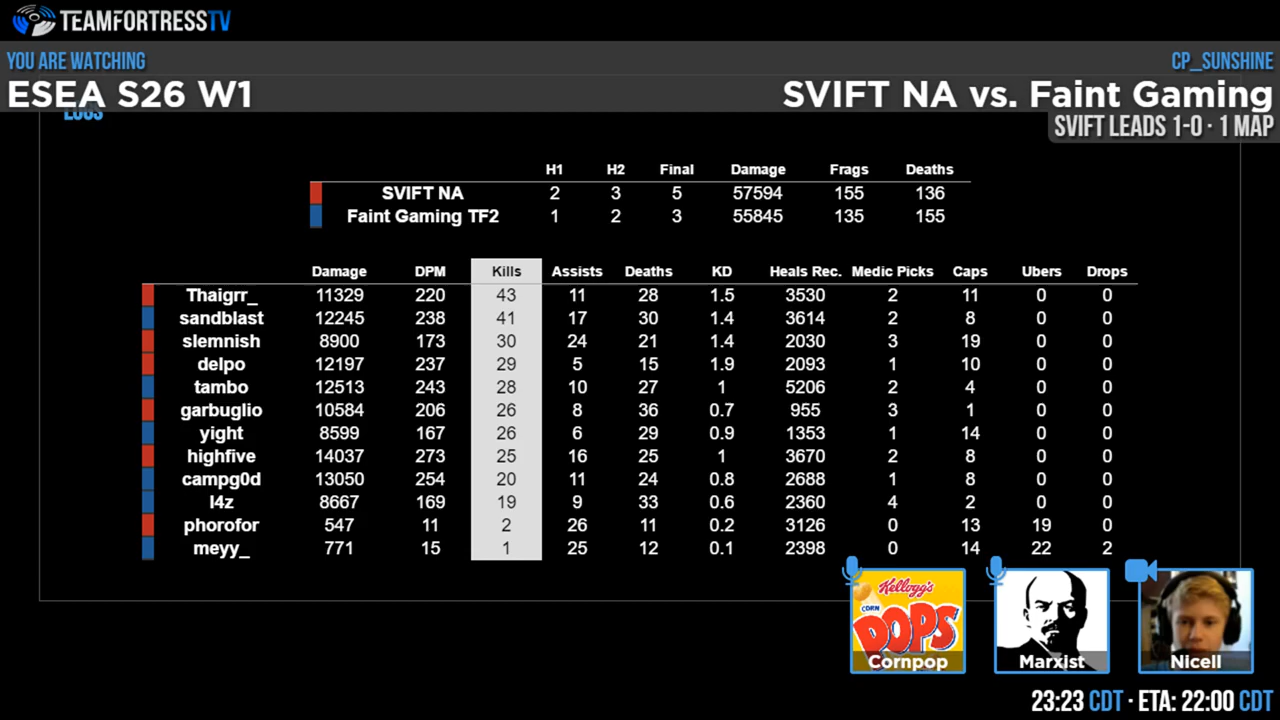 TEAMFORTRESSTV
YOU ARE WATCHING
CP_SUNSHINE
ESEA S26 W1
SVIFT NA vs. Faint Gaming
LOGS
SVIFT LEADS 1-0 · 1 MAP
H1 H2 Final Damage Frags Deaths
SVIFT NA 2 3 5 57594 155 136
Faint Gaming TF2 1 2 3 55845 135 155
Damage DPM Kills Assists Deaths KD Heals Rec. Medic Picks Caps Ubers Drops
Thaigrr_ 11329 220 43 11 28 1.5 3530 2 11 0 0
sandblast 12245 238 41 17 30 1.4 3614 2 8 0 0
slemnish 8900 173 30 24 21 1.4 2030 3 19 0 0
delpo 12197 237 29 5 15 1.9 2093 1 10 0 0
tambo 12513 243 28 10 27 1 5206 2 4 0 0
garbuglio 10584 206 26 8 36 0.7 955 3 1 0 0
yight 8599 167 26 6 29 0.9 1353 1 14 0 0
highfive 14037 273 25 16 25 1 3670 2 8 0 0
campg0d 13050 254 20 11 24 0.8 2688 1 8 0 0
l4z 8667 169 19 9 33 0.6 2360 4 2 0 0
phorofor 547 11 2 26 11 0.2 3126 0 13 19 0
meyy_ 771 15 1 25 12 0.1 2398 0 14 22 2
Kellogg's
CORN
POPS
Cornpop
Marxist
Nicell
23:23 CDT · ETA: 22:00 CDT